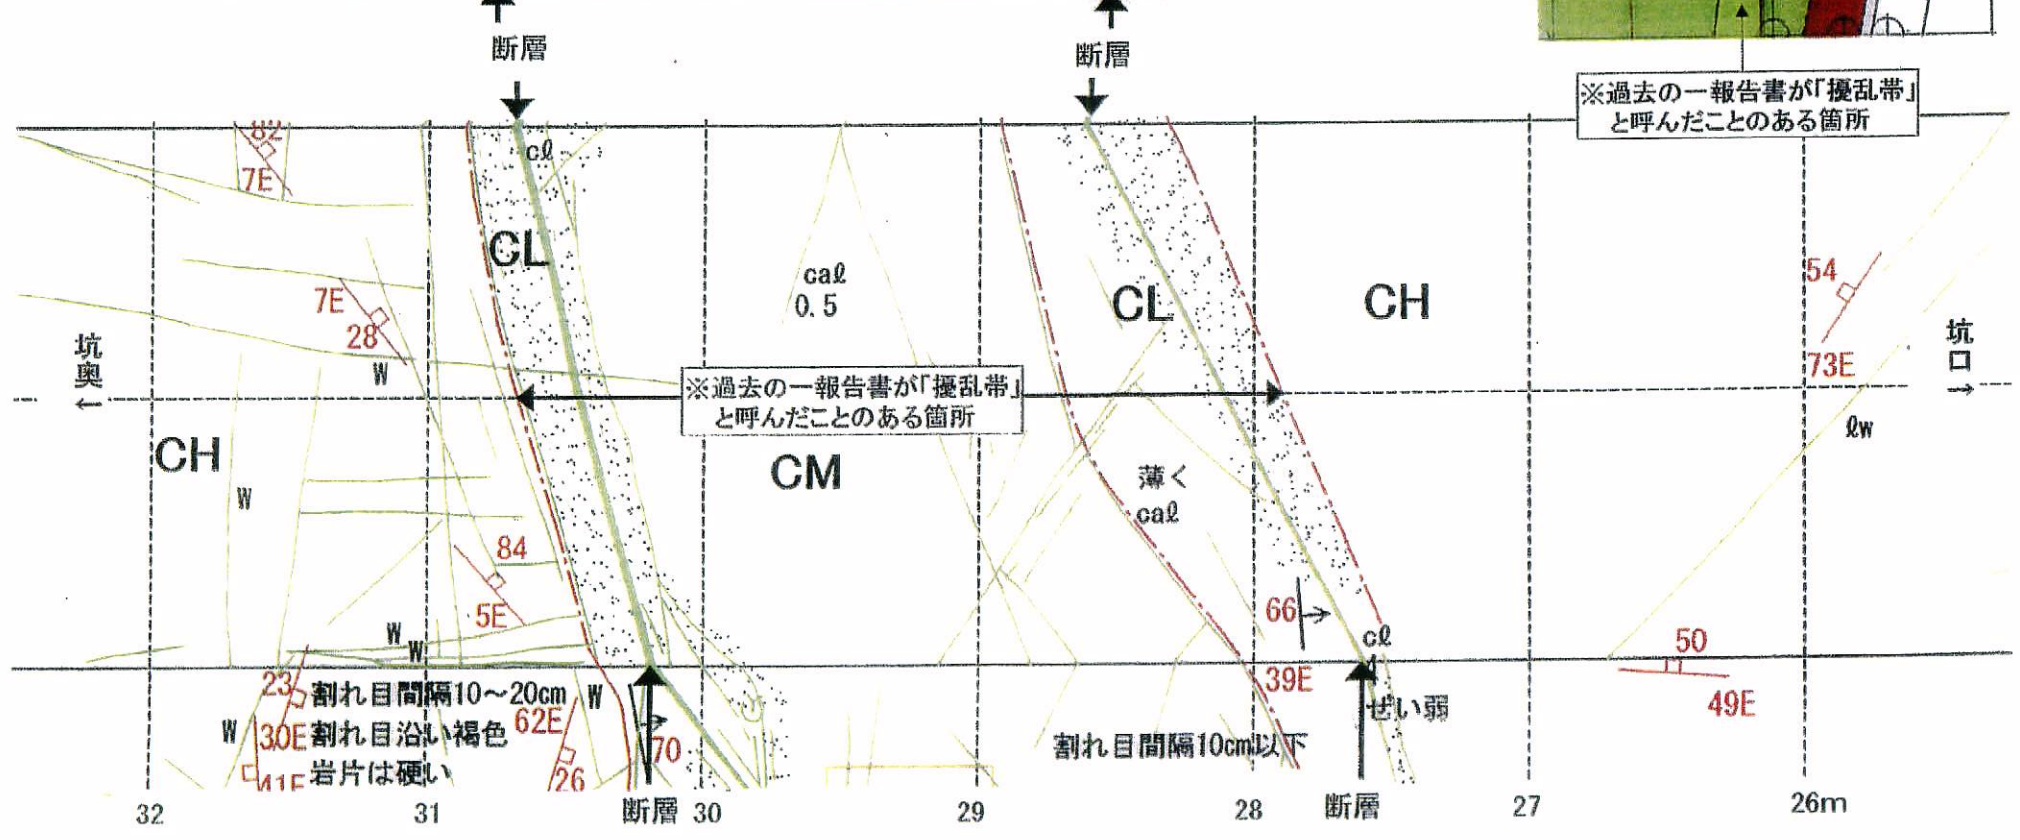 断層
断層
※過去の一報告書が「擾乱帯」
と呼んだことのある箇所
82
7E
cℓ
CL
7E
28
W
calℓ
0.5
CL
CH
54
73E
坑奥
←
坑口
→
※過去の一報告書が「擾乱帯」
と呼んだことのある箇所
CH
W
CM
薄く
caℓ
ℓw
84
5E
W
W
66
cℓ
39E
ぜい弱
50
49E
23
割れ目間隔10～20cm
W
30E
割れ目沿い褐色
41E
岩片は硬い
62E
W
26
70
割れ目間隔10cm以下
32
31
断層
30
29
28
断層
27
26m